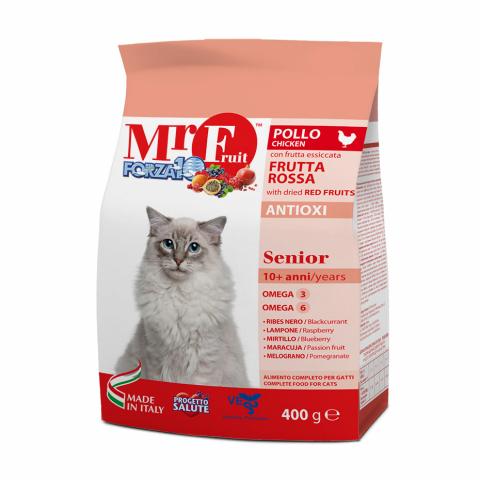 MrFruit™
FORZA10
POLLO
CHICKEN
con frutta essiccata
FRUTTA
ROSSA
with dried RED FRUITS
ANTIOXI
Senior
10+ anni/years
OMEGA 3
OMEGA 6
• RIBES NERO / Blackcurrant
• LAMPONE / Raspberry
• MIRTILLO / Blueberry
• MARACUJA / Passion fruit
• MELOGRANO / Pomegranate
ALIMENTO COMPLETO PER GATTI
COMPLETE FOOD FOR CATS
MADE
IN ITALY
PROGETTO
SALUTE
400 g e